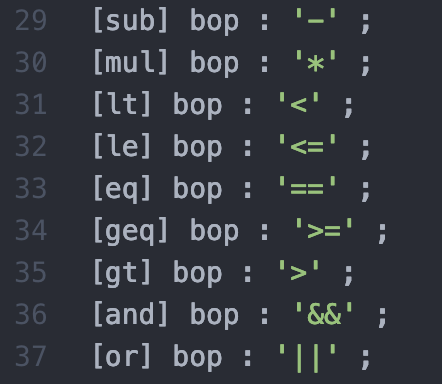 29 [sub] bop : '-' ;
30 [mul] bop : '*' ;
31 [lt] bop : '<' ;
32 [le] bop : '<=' ;
33 [eq] bop : '==' ;
34 [geq] bop : '>=' ;
35 [gt] bop : '>' ;
36 [and] bop : '&&' ;
37 [or] bop : '||' ;